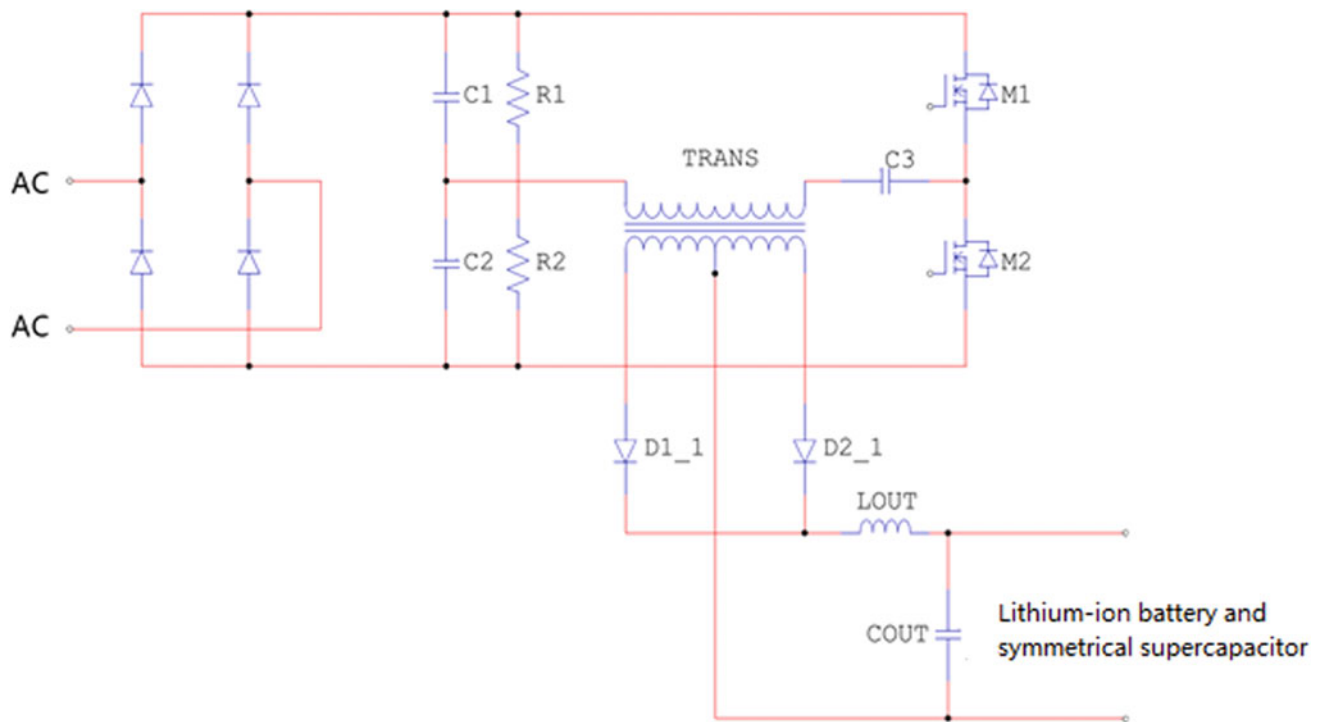 C1
R1
M1
TRANS
C3
AC
C2
R2
M2
AC
D1_1
D2_1
LOUT
COUT
Lithium-ion battery and
symmetrical supercapacitor